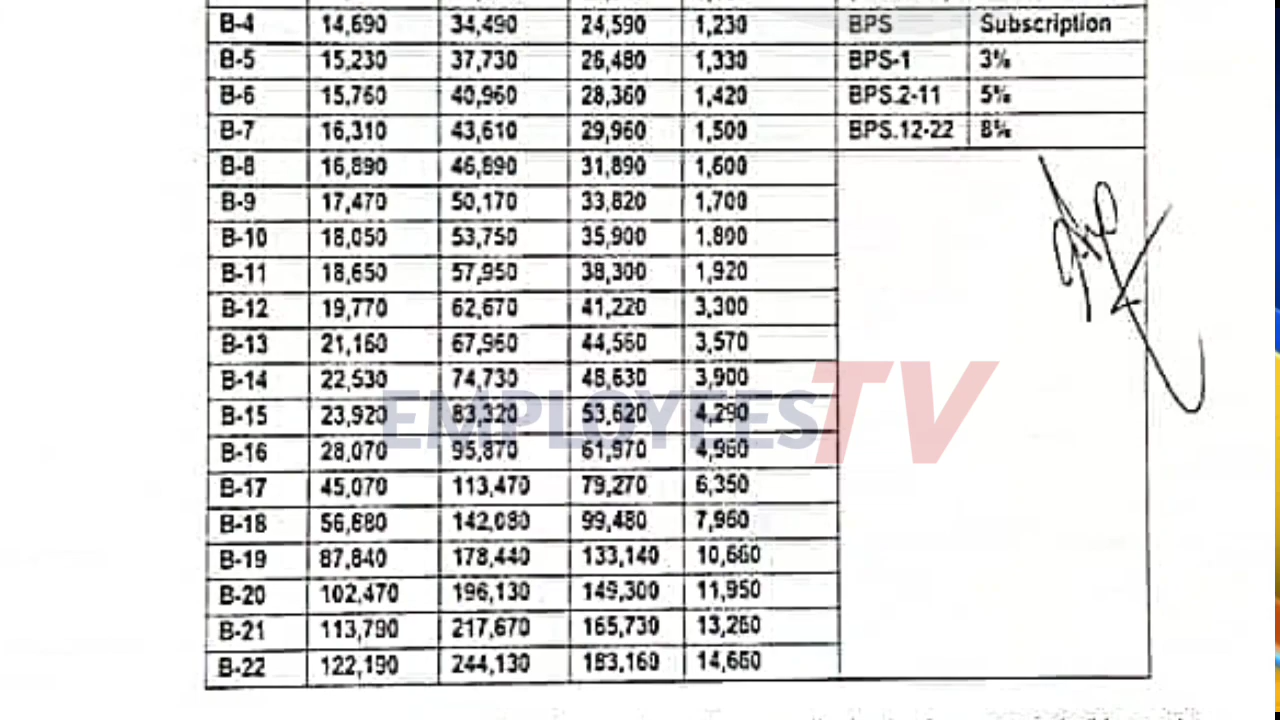 B-4 14,690 34,490 24,590 1,230 BPS Subscription
B-5 15,230 37,730 26,480 1,330 BPS-1 3%
B-6 15,760 40,960 28,360 1,420 BPS.2-11 5%
B-7 16,310 43,610 29,960 1,500 BPS.12-22 8%
B-8 16,890 46,890 31,890 1,600
B-9 17,470 50,170 33,820 1,700
B-10 18,050 53,750 35,900 1,800
B-11 18,650 57,950 38,300 1,920
B-12 19,770 62,670 41,220 3,300
B-13 21,160 67,960 44,560 3,570
B-14 22,530 74,730 48,630 3,900
B-15 23,920 83,320 53,620 4,290
EMPLOYEES TV
B-16 28,070 95,870 61,970 4,960
B-17 45,070 113,470 79,270 6,350
B-18 56,880 142,080 99,480 7,960
B-19 87,840 178,440 133,140 10,660
B-20 102,470 196,130 149,300 11,950
B-21 113,790 217,670 165,730 13,260
B-22 122,190 244,130 183,160 14,660